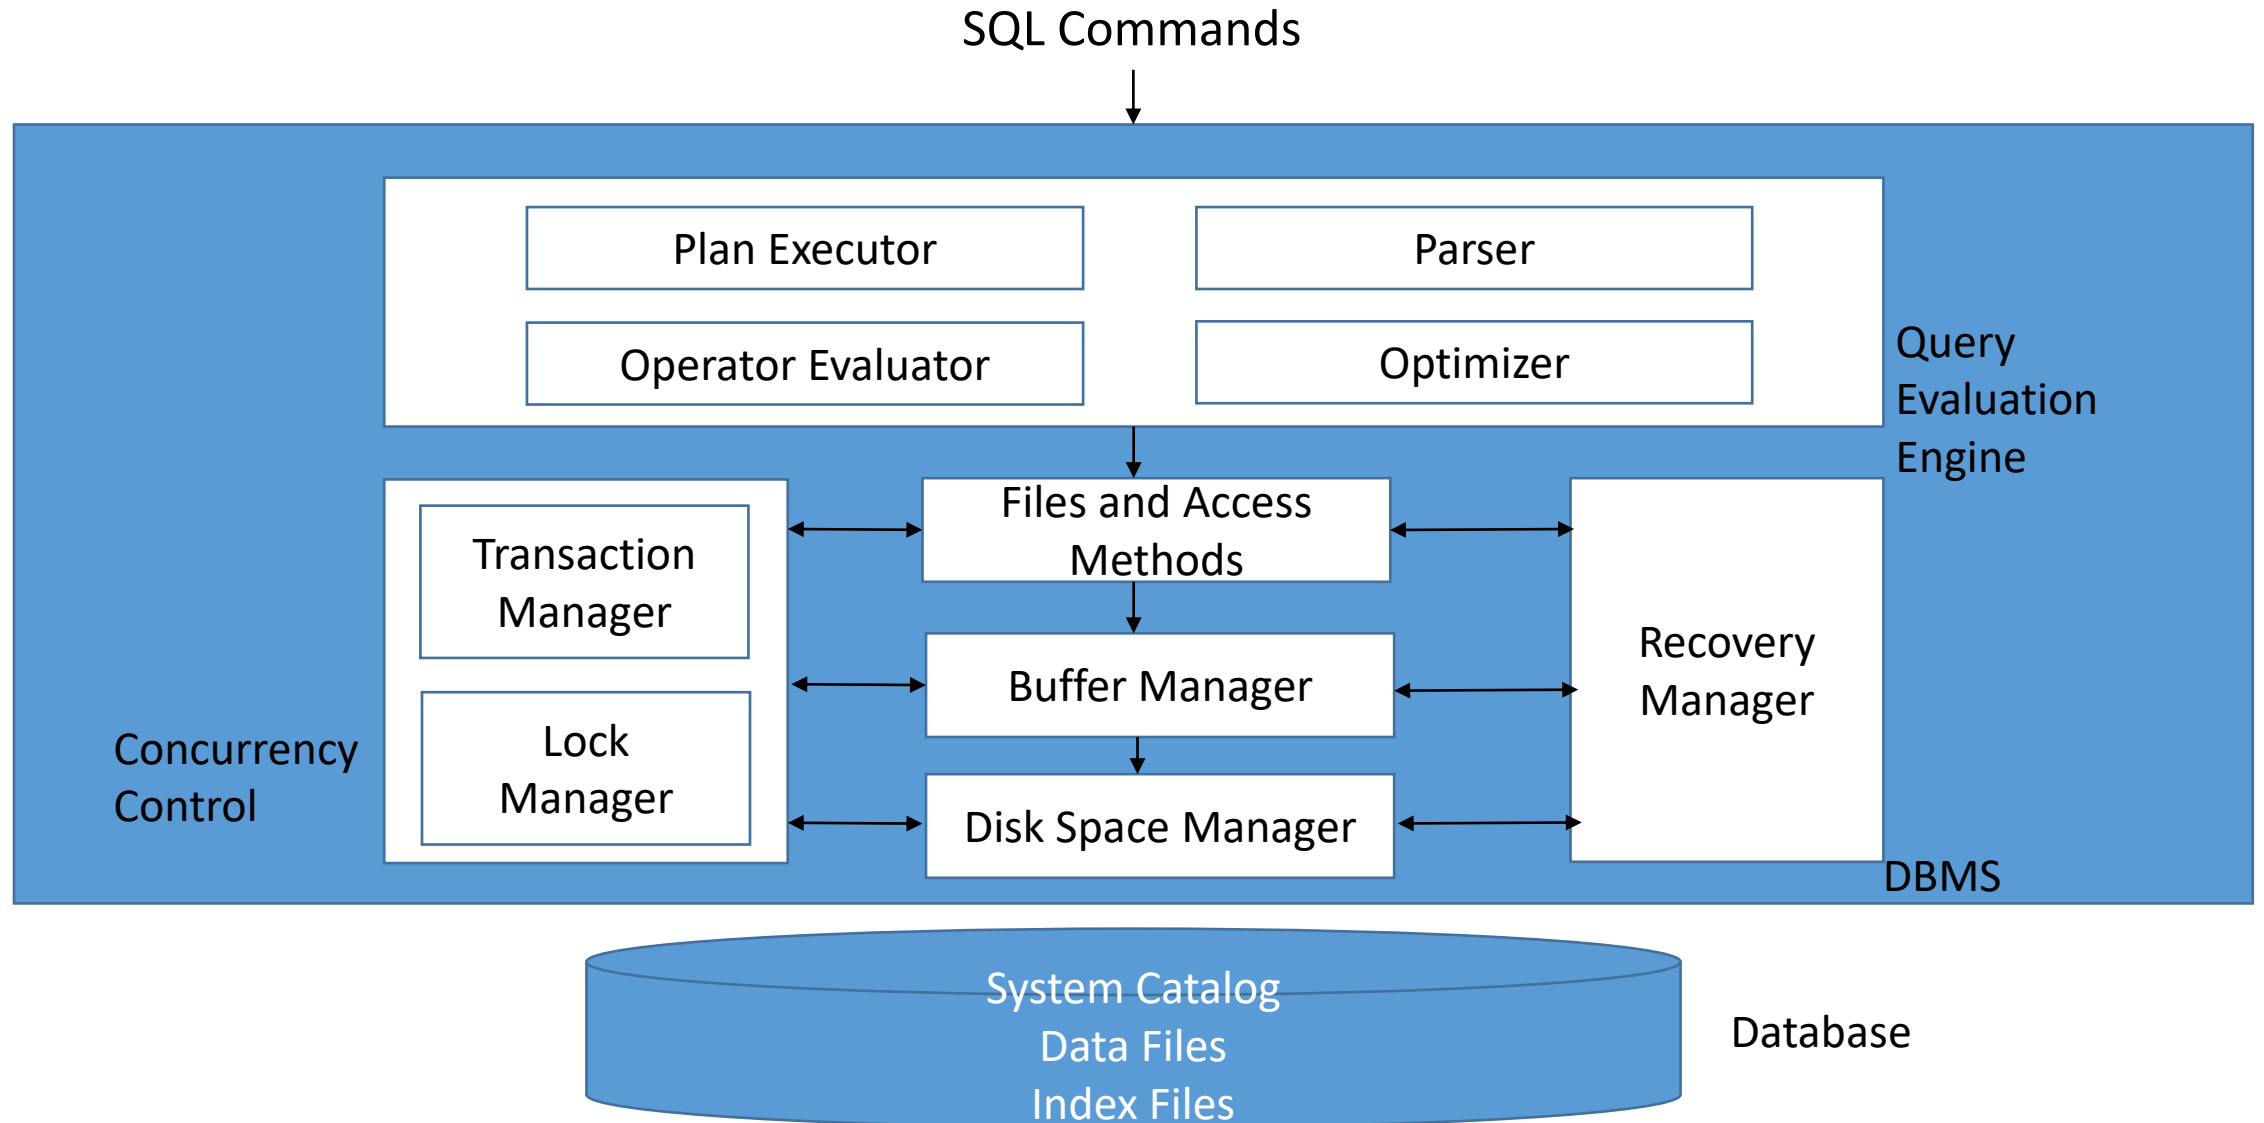 SQL Commands
Plan Executor
Parser
Operator Evaluator
Optimizer
Query
Evaluation
Engine
Transaction
Manager
Lock
Manager
Concurrency
Control
Files and Access
Methods
Buffer Manager
Disk Space Manager
Recovery
Manager
DBMS
System Catalog
Data Files
Index Files
Database